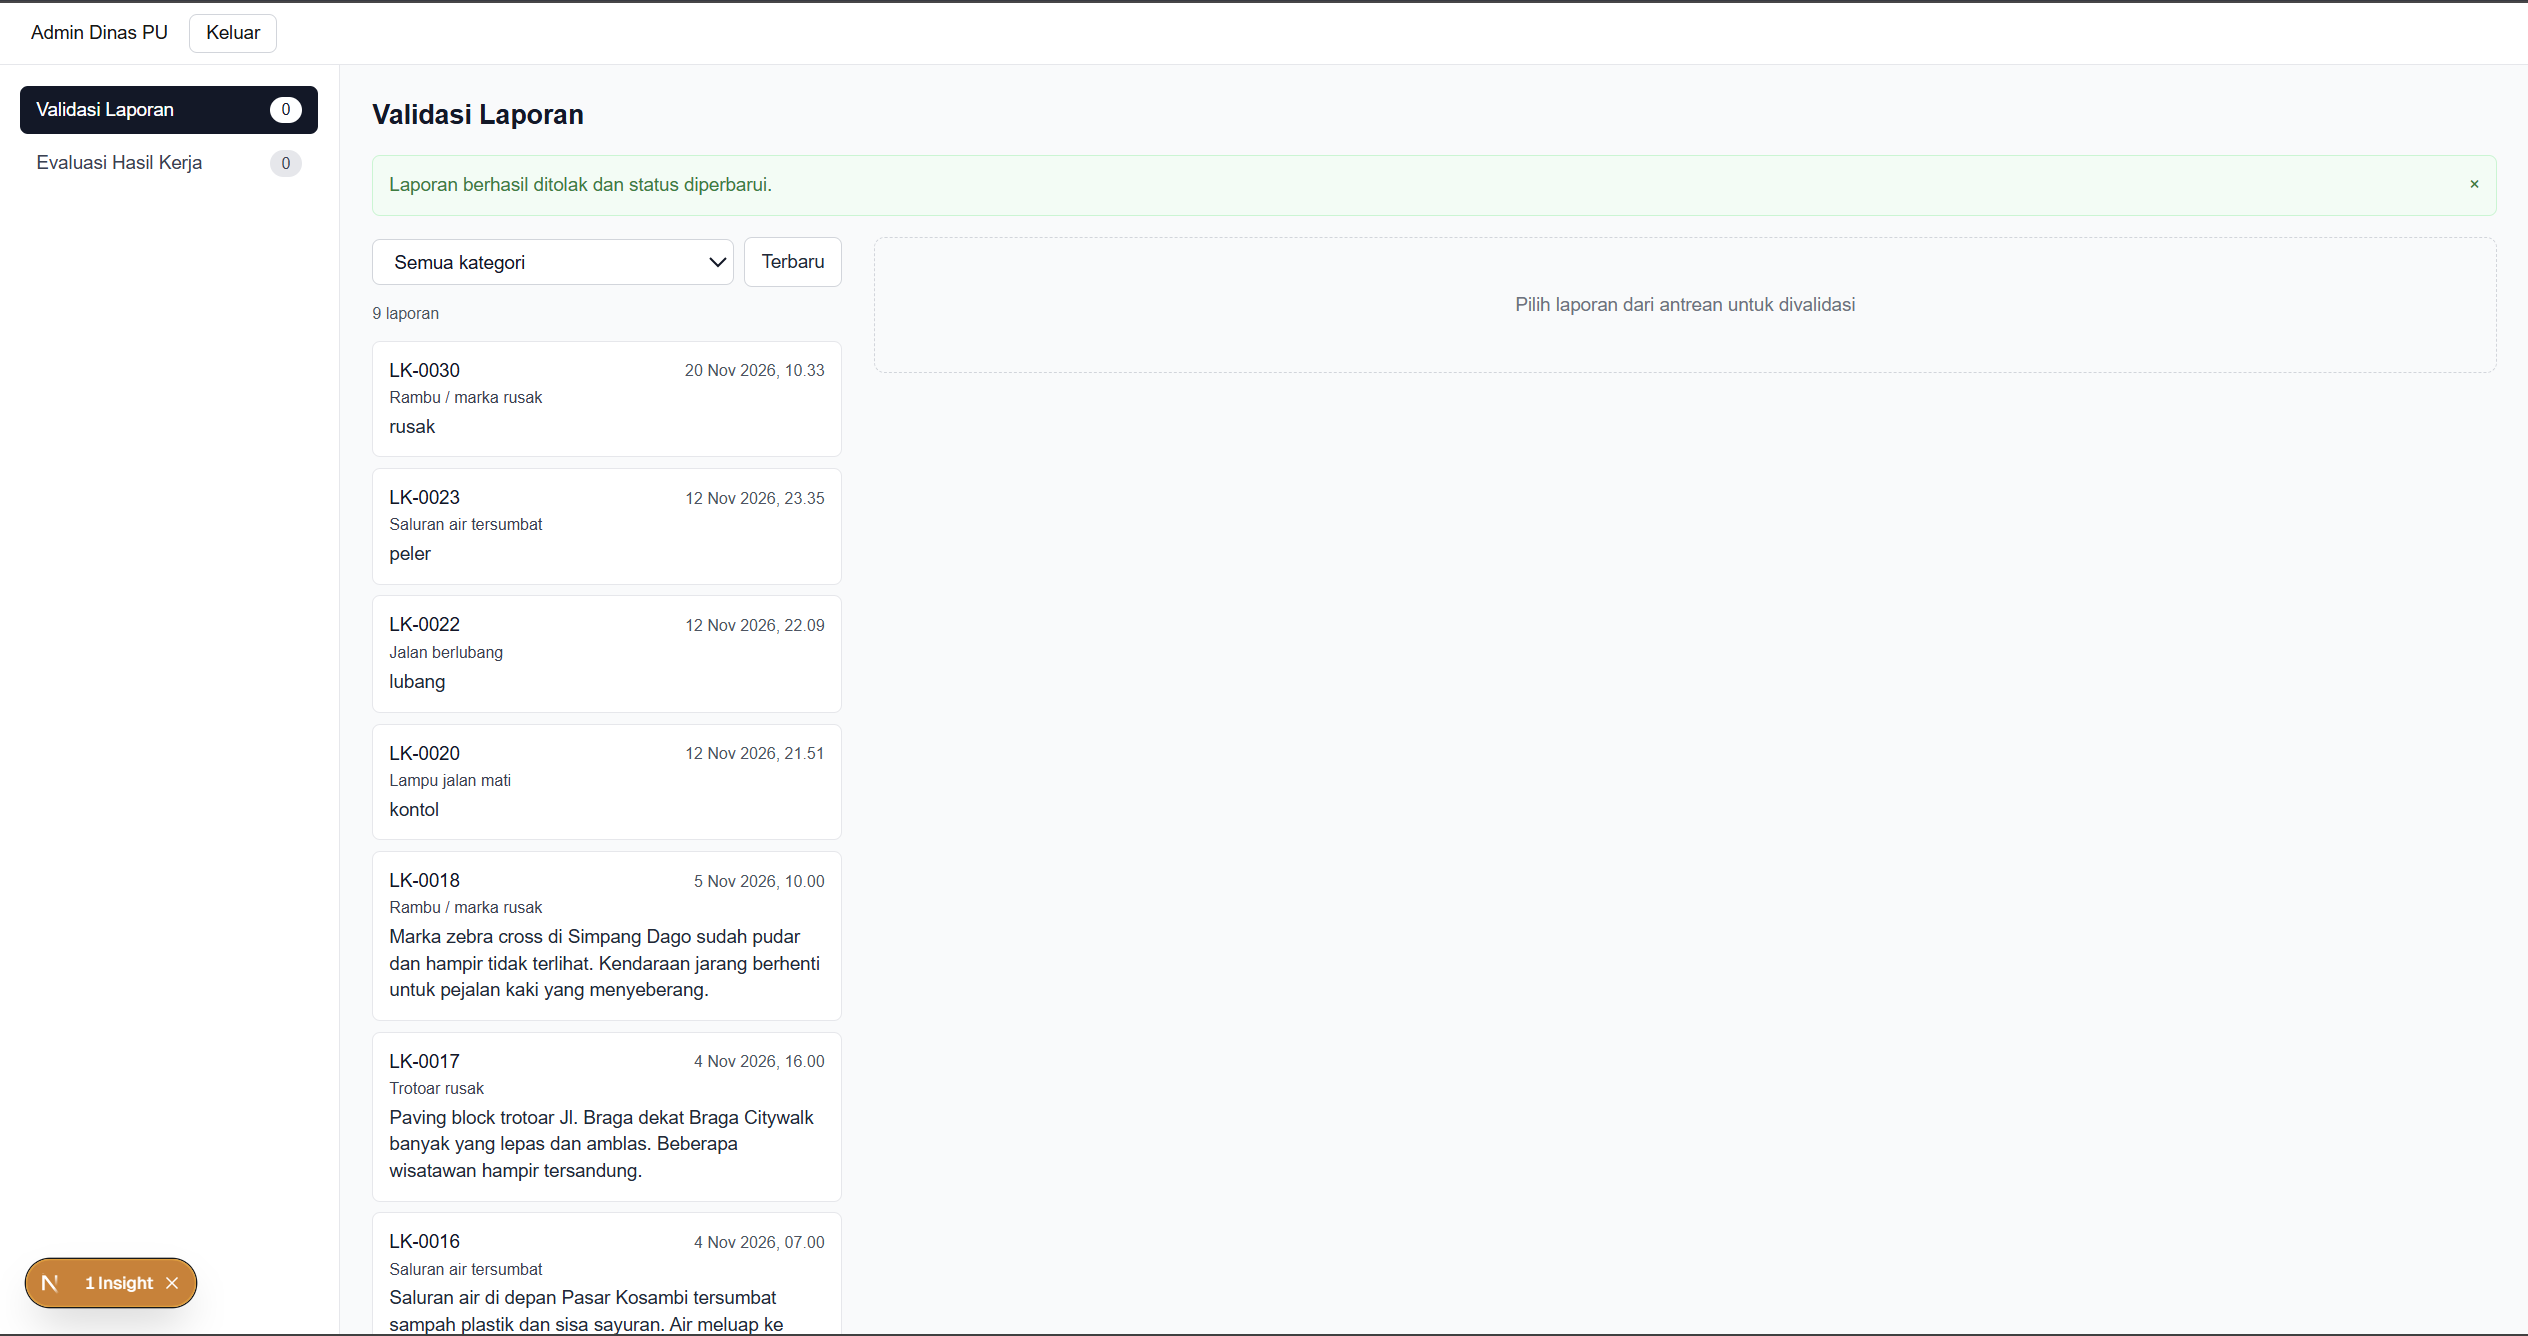 Admin Dinas PU
Keluar
Validasi Laporan 0
Evaluasi Hasil Kerja 0
Validasi Laporan
Laporan berhasil ditolak dan status diperbarui. ×
Semua kategori
Terbaru
9 laporan
LK-0030 20 Nov 2026, 10.33
Rambu / marka rusak
rusak
LK-0023 12 Nov 2026, 23.35
Saluran air tersumbat
peler
LK-0022 12 Nov 2026, 22.09
Jalan berlubang
lubang
LK-0020 12 Nov 2026, 21.51
Lampu jalan mati
kontol
LK-0018 5 Nov 2026, 10.00
Rambu / marka rusak
Marka zebra cross di Simpang Dago sudah pudar
dan hampir tidak terlihat. Kendaraan jarang berhenti
untuk pejalan kaki yang menyeberang.
LK-0017 4 Nov 2026, 16.00
Trotoar rusak
Paving block trotoar Jl. Braga dekat Braga Citywalk
banyak yang lepas dan amblas. Beberapa
wisatawan hampir tersandung.
LK-0016 4 Nov 2026, 07.00
Saluran air tersumbat
Saluran air di depan Pasar Kosambi tersumbat
sampah plastik dan sisa sayuran. Air meluap ke
Pilih laporan dari antrean untuk divalidasi
N 1 Insight ×